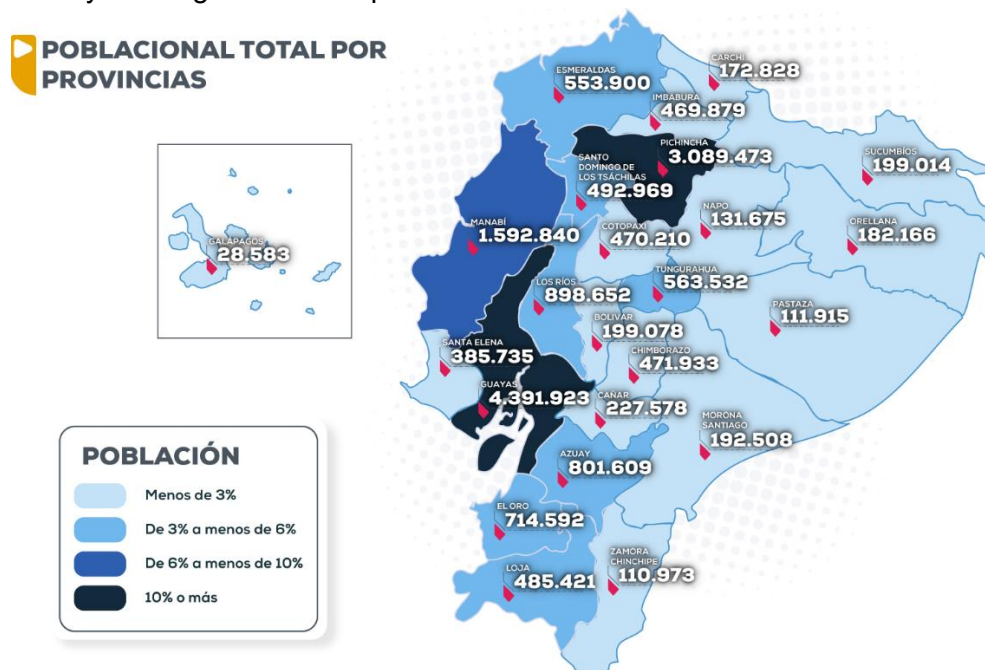 POBLACIONAL TOTAL POR
PROVINCIAS
CARCHI
172.828
ESMERALDAS
553.900
IMBABURA
469.879
PICHINCHA
3.089.473
SUCUMBÍOS
199.014
SANTO
DOMINGO DE
LOS TSÁCHILAS
492.969
NAPO
131.675
ORELLANA
182.166
MANABÍ
1.592.840
COTOPAXI
470.210
GALÁPAGOS
28.583
TUNGURAHUA
563.532
LOS RÍOS
898.652
PASTAZA
111.915
BOLÍVAR
199.078
SANTA ELENA
385.735
CHIMBORAZO
471.933
GUAYAS
4.391.923
CAÑAR
227.578
MORONA
SANTIAGO
192.508
AZUAY
801.609
EL ORO
714.592
LOJA
485.421
ZAMORA
CHINCHIPE
110.973
POBLACIÓN
Menos de 3%
De 3% a menos de 6%
De 6% a menos de 10%
10% o más